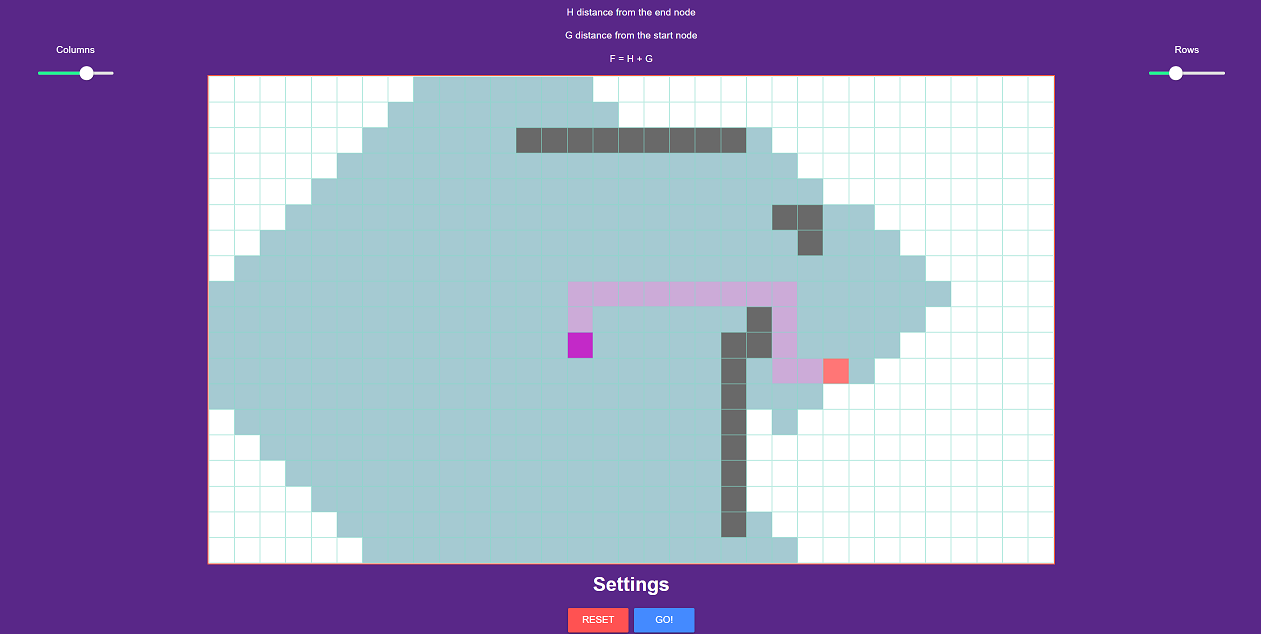 H distance from the end node
G distance from the start node
Columns
Rows
F = H + G
Settings
RESET
GO!